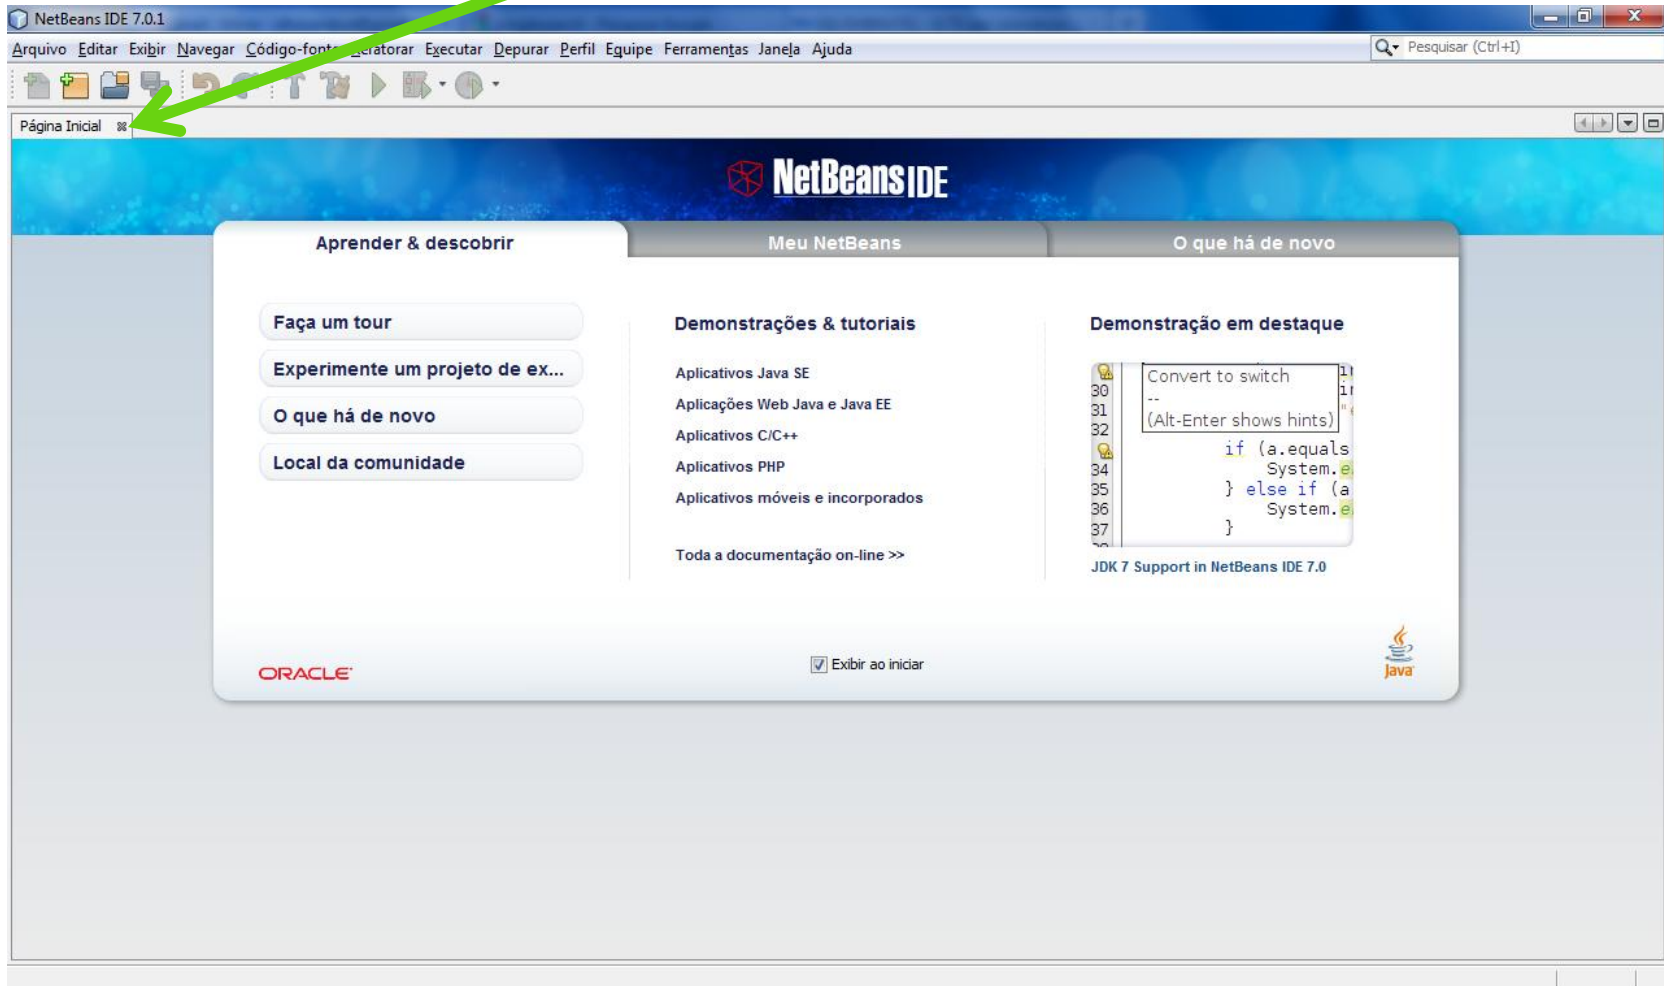 NetBeans IDE 7.0.1
Arquivo Editar Exibir Navegar Código-fonte Refatorar Executar Depurar Perfil Equipe Ferramentas Janela Ajuda
Pesquisar (Ctrl+I)
Página Inicial
NetBeans IDE
Aprender & descobrir
Meu NetBeans
O que há de novo
Faça um tour
Experimente um projeto de ex...
O que há de novo
Local da comunidade
Demonstrações & tutoriais
Aplicativos Java SE
Aplicações Web Java e Java EE
Aplicativos C/C++
Aplicativos PHP
Aplicativos móveis e incorporados
Toda a documentação on-line >>
Demonstração em destaque
Convert to switch
30
--
31
(Alt-Enter shows hints)
32
if (a.equals
34 System.e
35 } else if (a
36 System.e
37 }
JDK 7 Support in NetBeans IDE 7.0
ORACLE
Exibir ao iniciar
Java